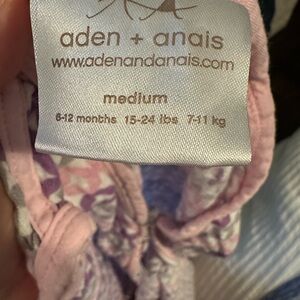 aden + anais
www.adenandanais.com
medium
6-12 months 15-24 lbs 7-11 kg